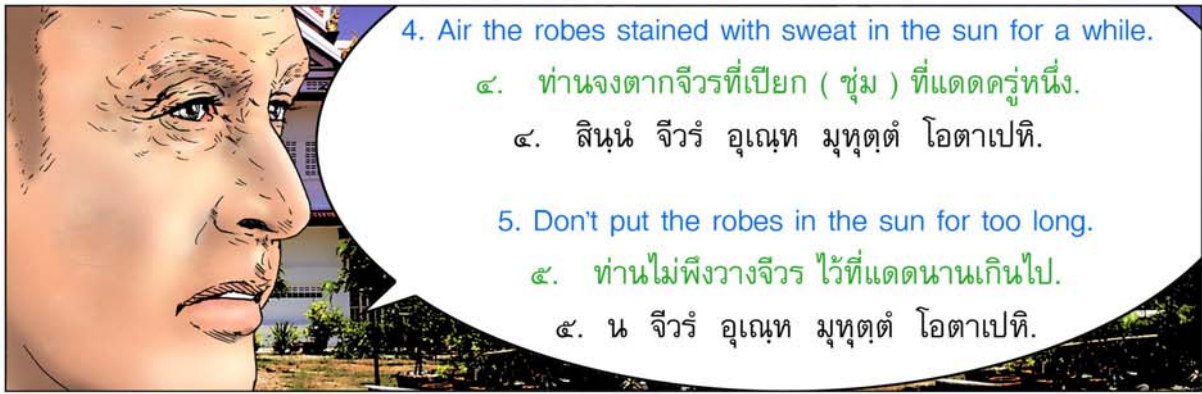 4. Air the robes stained with sweat in the sun for a while.
๔. ท่านจงตากจีวรที่เปียก ( ชุ่ม ) ที่แดดครู่หนึ่ง.
๔. สินฺนํ จีวรํ อุเณฺห มุหุตฺตํ โอตาเปหิ.
5. Don't put the robes in the sun for too long.
๕. ท่านไม่พึงวางจีวร ไว้ที่แดดนานเกินไป.
๕. น จีวรํ อุเณฺห มุหุตฺตํ โอตาเปหิ.